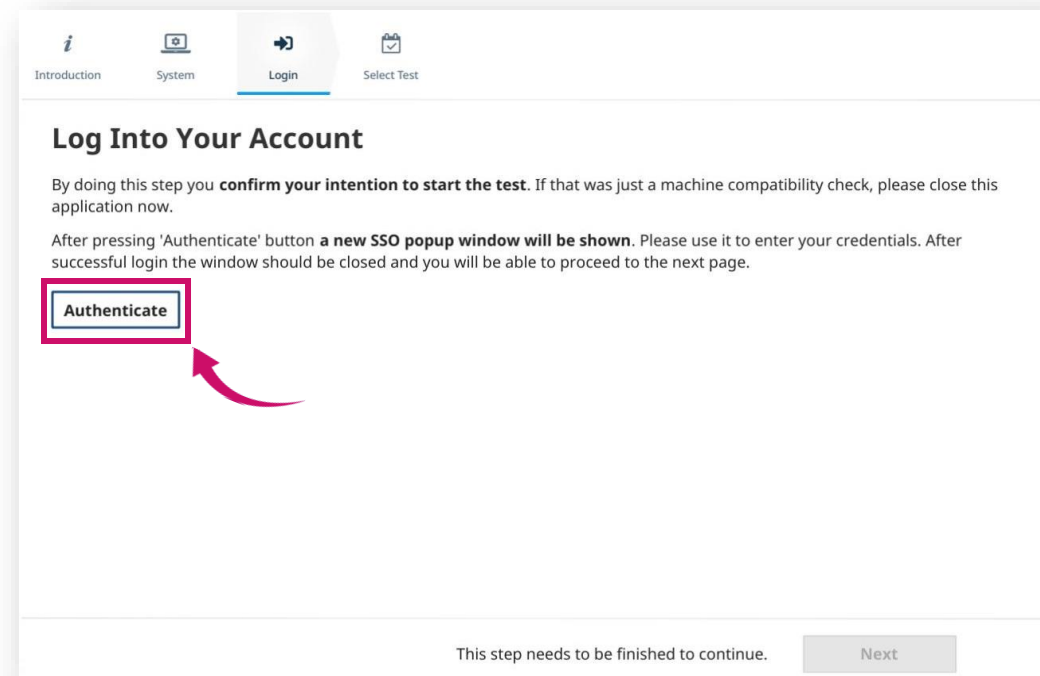 Introduction
System
Login
Select Test
Log Into Your Account
By doing this step you confirm your intention to start the test. If that was just a machine compatibility check, please close this
application now.
After pressing 'Authenticate' button a new SSO popup window will be shown. Please use it to enter your credentials. After
successful login the window should be closed and you will be able to proceed to the next page.
Authenticate
This step needs to be finished to continue.
Next